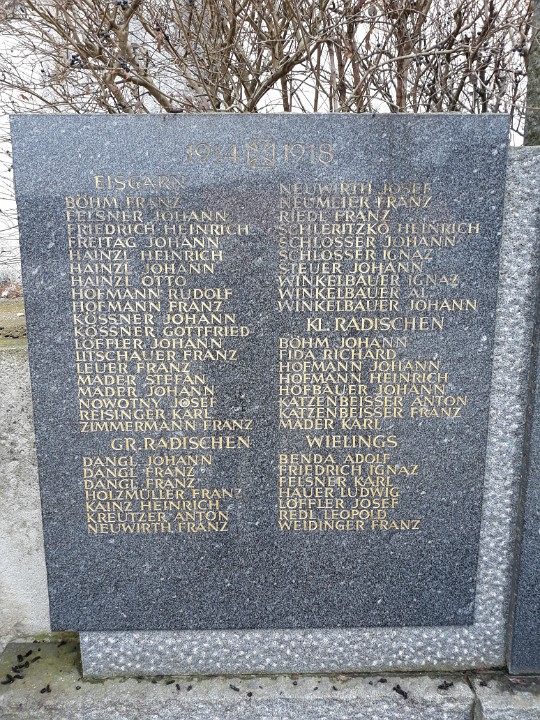 1914 1918
EISGARN
BÖHM FRANZ
FELSNER JOHANN
FRIEDRICH HEINRICH
FREITAG JOHANN
HAINZL HEINRICH
HAINZL JOHANN
HAINZL OTTO
HOFMANN RUDOLF
HOFMANN FRANZ
KÖSSNER JOHANN
KÖSSNER GOTTFRIED
LÖFFLER JOHANN
LITSCHAUER FRANZ
LEUER FRANZ
MADER STEFAN
MADER JOHANN
NOWOTNY JOSEF
REISINGER KARL
ZIMMERMANN FRANZ
GR. RADISCHEN
DANGL JOHANN
DANGL FRANZ
DANGL FRANZ
HOLZMÜLLER FRANZ
KAINZ HEINRICH
KREUTZER ANTON
NEUWIRTH FRANZ
NEUWIRTH JOSEF
NEUMLIER FRANZ
RIEDL FRANZ
SCHLERITZKO HEINRICH
SCHLOSSER JOHANN
SCHLOSSER IGNAZ
STEUER JOHANN
WINKELBAUER IGNAZ
WINKELBAUER
WINKELBAUER JOHANN
KL. RADISCHEN
BÖHM JOHANN
FIDA RICHARD
HOFMANN JOHANN
HOFMANN HEINRICH
HOFBAUER JOHANN
KATZENBEISSER ANTON
KATZENBEISSER FRANZ
MADER KARL
WIELINGS
BENDA ADOLF
FRIEDRICH IGNAZ
FELSNER KARL
HAUER LUDWIG
LÖFFLER JOSEF
REDL LEOPOLD
WEIDINGER FRANZ